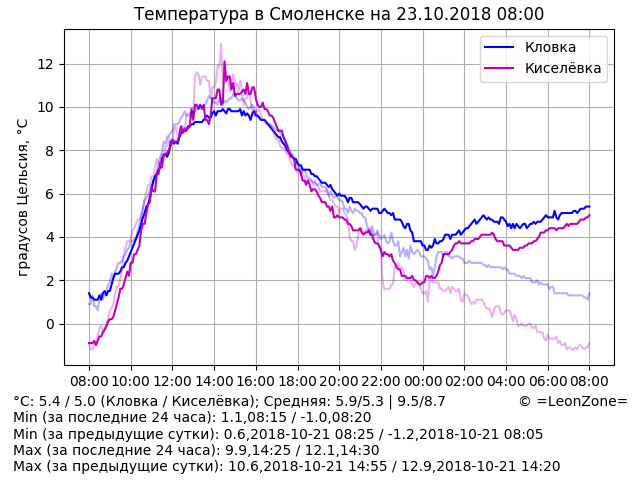 Температура в Смоленске на 23.10.2018 08:00
Кловка
Киселёвка
градусов Цельсия, °C
12
10
8
6
4
2
0
08:00 10:00 12:00 14:00 16:00 18:00 20:00 22:00 00:00 02:00 04:00 06:00 08:00
°C: 5.4 / 5.0 (Кловка / Киселёвка); Средняя: 5.9/5.3 | 9.5/8.7 © =LeonZone=
Min (за последние 24 часа): 1.1,08:15 / -1.0,08:20
Min (за предыдущие сутки): 0.6,2018-10-21 08:25 / -1.2,2018-10-21 08:05
Max (за последние 24 часа): 9.9,14:25 / 12.1,14:30
Max (за предыдущие сутки): 10.6,2018-10-21 14:55 / 12.9,2018-10-21 14:20